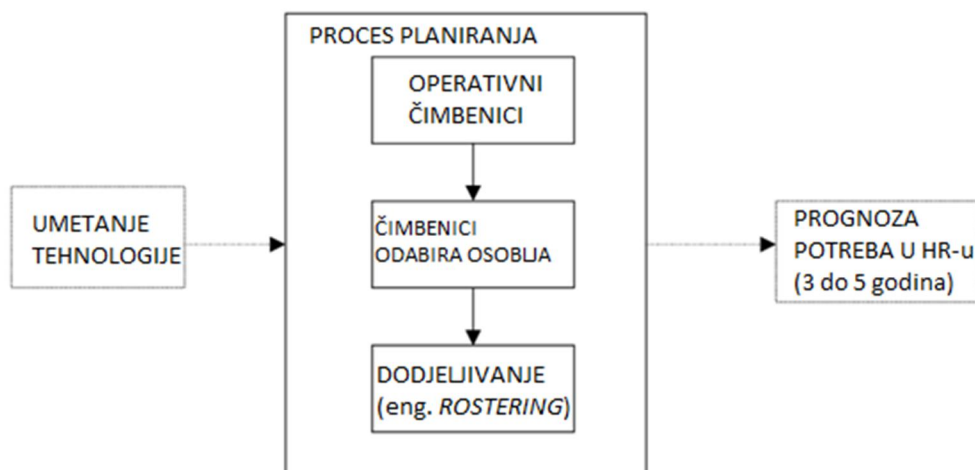 PROCES PLANIRANJA
OPERATIVNI
ČIMBENICI
UMETANJE
TEHNOLOGIJE
ČIMBENICI
ODABIRA OSOBLJA
PROGNOZA
POTREBA U HR-u
(3 do 5 godina)
DODJELJIVANJE
(eng. ROSTERING)